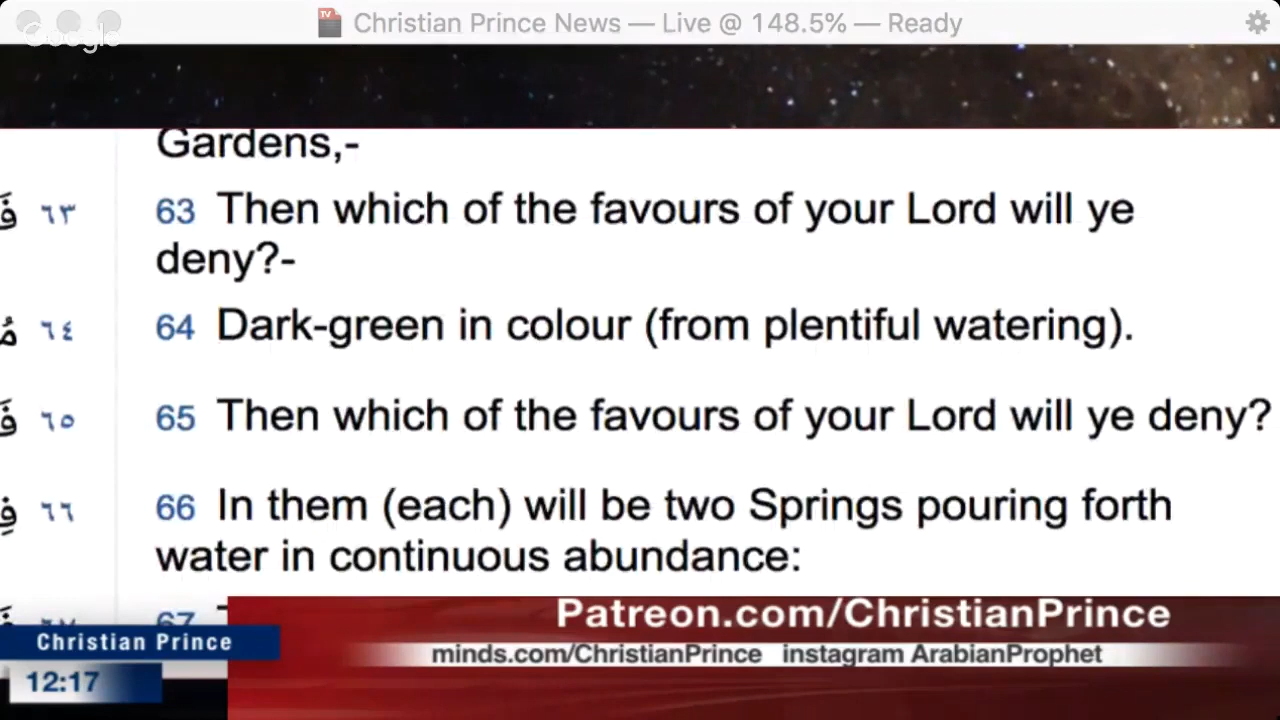 Christian Prince News — Live @ 148.5% — Ready
Google
TV
Gardens,-
٦٣ 63 Then which of the favours of your Lord will ye
deny?-
٦٤ 64 Dark-green in colour (from plentiful watering).
٦٥ 65 Then which of the favours of your Lord will ye deny?
٦٦ 66 In them (each) will be two Springs pouring forth
water in continuous abundance:
67
Patreon.com/ChristianPrince
Christian Prince
minds.com/ChristianPrince instagram ArabianProphet
12:17